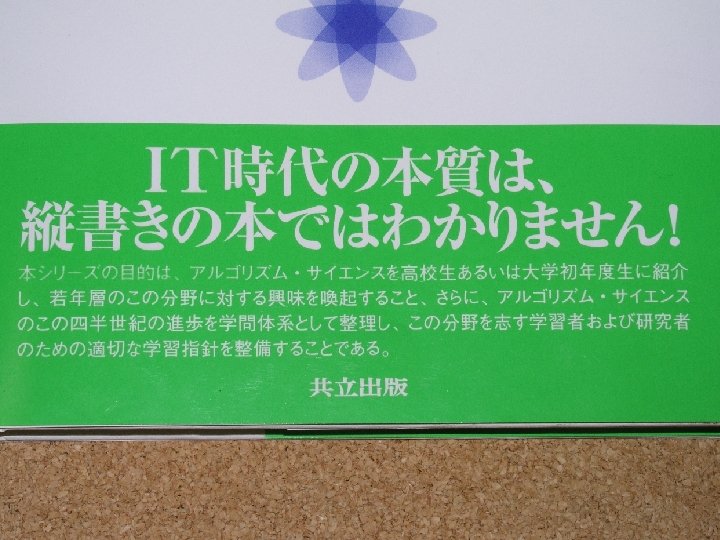 IT時代の本質は、
縦書きの本ではわかりません!
本シリーズの目的は、アルゴリズム・サイエンスを高校生あるいは大学初年度生に紹介
し、若年層のこの分野に対する興味を喚起すること、さらに、アルゴリズム・サイエンス
のこの四半世紀の進歩を学問体系として整理し、この分野を志す学習者および研究者
のための適切な学習指針を整備することである。
共立出版